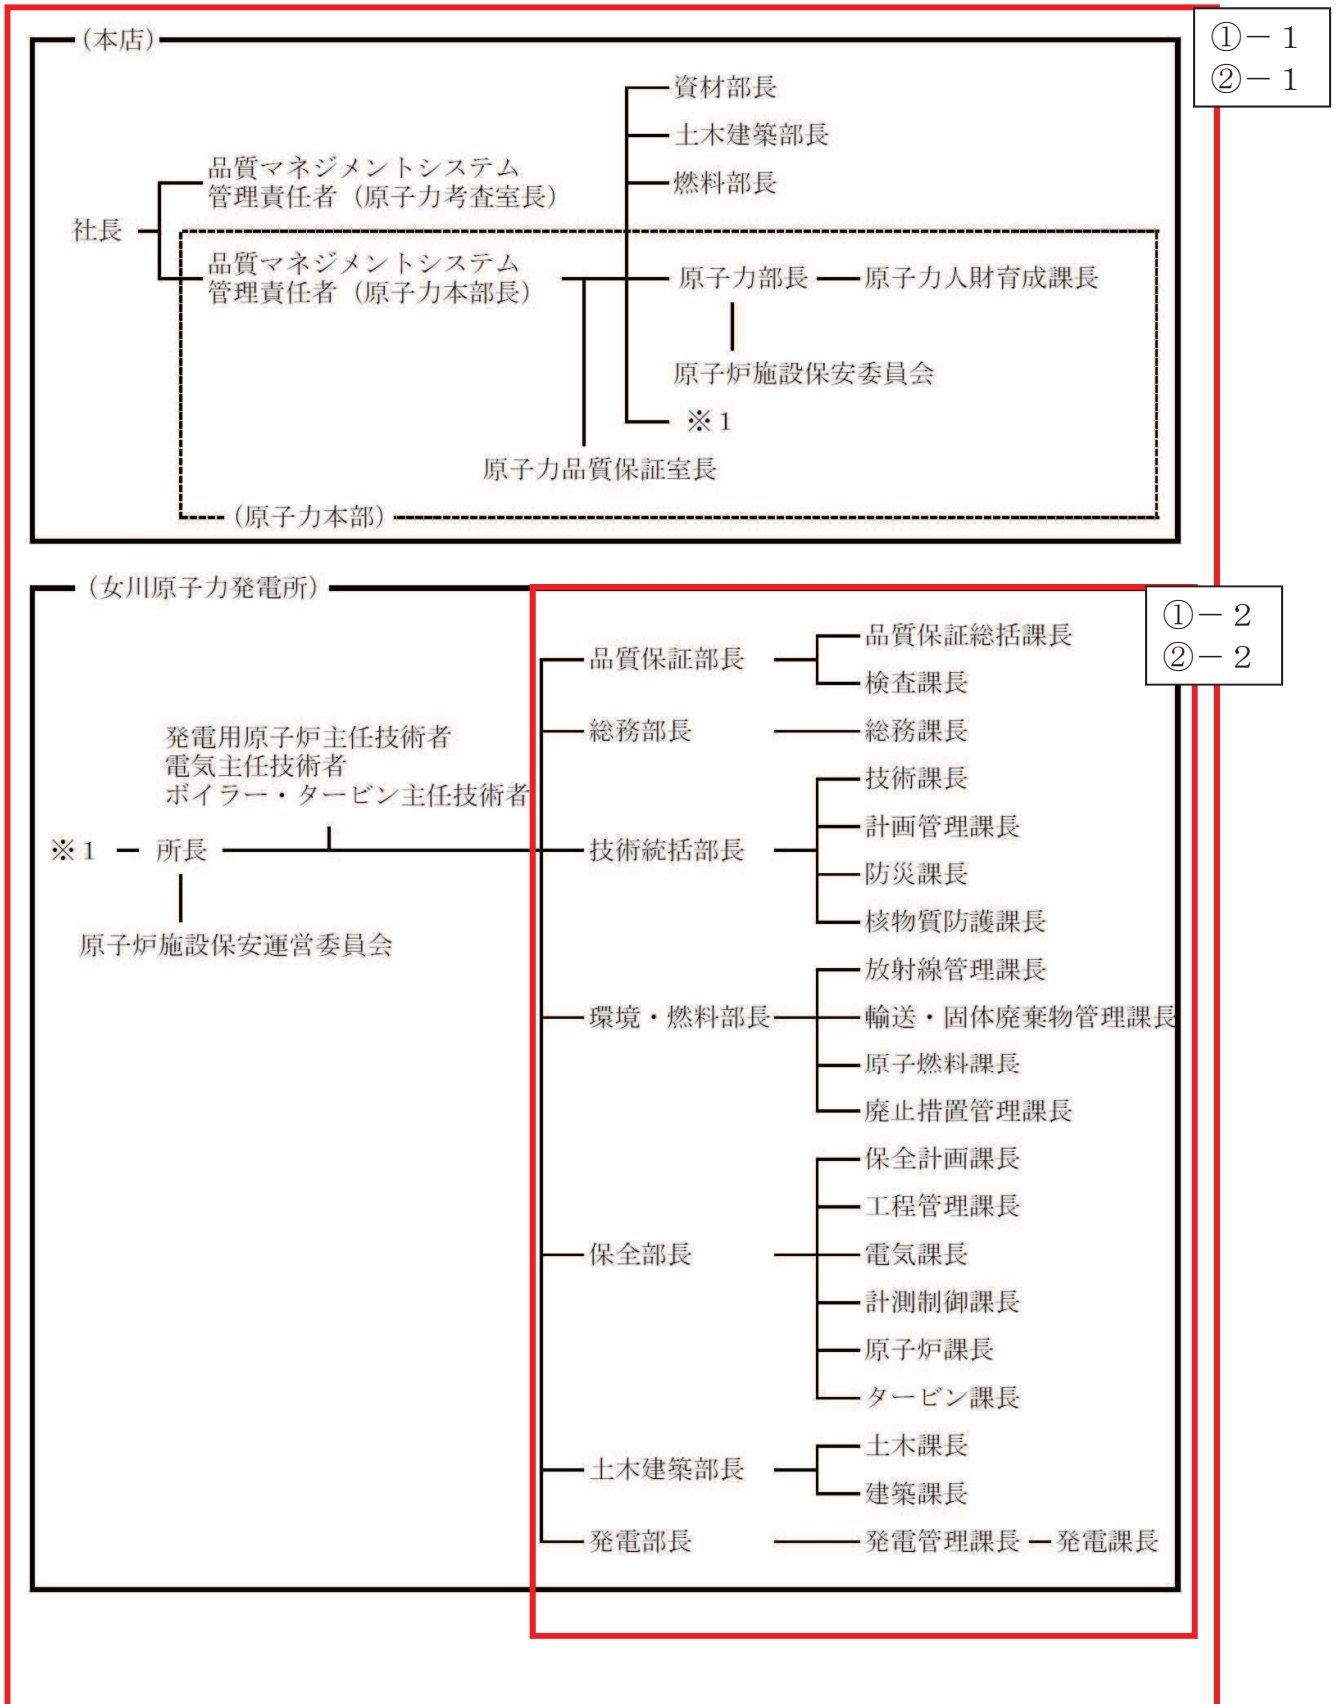 ①－１
②－１
（本店）
資材部長
土木建築部長
燃料部長
品質マネジメントシステム
管理責任者（原子力考査室長）
社長
品質マネジメントシステム
管理責任者（原子力本部長）
原子力部長
原子力人財育成課長
原子炉施設保安委員会
※１
原子力品質保証室長
（原子力本部）
（女川原子力発電所）
①－２
②－２
品質保証部長
品質保証総括課長
検査課長
総務部長
総務課長
発電用原子炉主任技術者
電気主任技術者
ボイラー・タービン主任技術者
※１
所長
原子炉施設保安運営委員会
技術統括部長
技術課長
計画管理課長
防災課長
核物質防護課長
環境・燃料部長
放射線管理課長
輸送・固体廃棄物管理課長
原子燃料課長
廃止措置管理課長
保全部長
保全計画課長
工程管理課長
電気課長
計測制御課長
原子炉課長
タービン課長
土木建築部長
土木課長
建築課長
発電部長
発電管理課長
発電課長